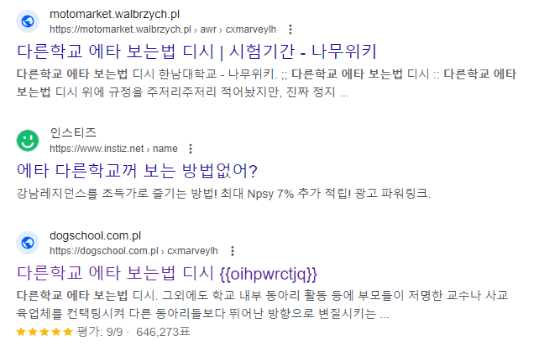 motomarket.walbrzych.pl
https://motomarket.walbrzych.pl › awr › cxmarveylh
다른학교 에타 보는법 디시 | 시험기간 - 나무위키
다른학교 에타 보는법 디시 한남대학교 - 나무위키. ;; 다른학교 에타 보는법 디시 :: 다른학교 에타
보는법 디시 위에 규정을 주저리주저리 적어놨지만, 진짜 정지 ...
인스티즈
https://www.instiz.net › name
에타 다른학교꺼 보는 방법없어?
강남레지던스를 초특가로 즐기는 방법! 최대 Npsy 7% 추가 적립! 광고 파워링크.
dogschool.com.pl
https://dogschool.com.pl › cxmarveylh
다른학교 에타 보는법 디시 {{oihpwrctjq}}
다른학교 에타 보는법 디시. 그외에도 학교 내부 동아리 활동 등에 부모들이 저명한 교수나 사교
육업체를 컨택팅시켜 다른 동아리들보다 뛰어난 방향으로 변질시키는 ...
★★★★★ 평가: 9/9 · 646,273표